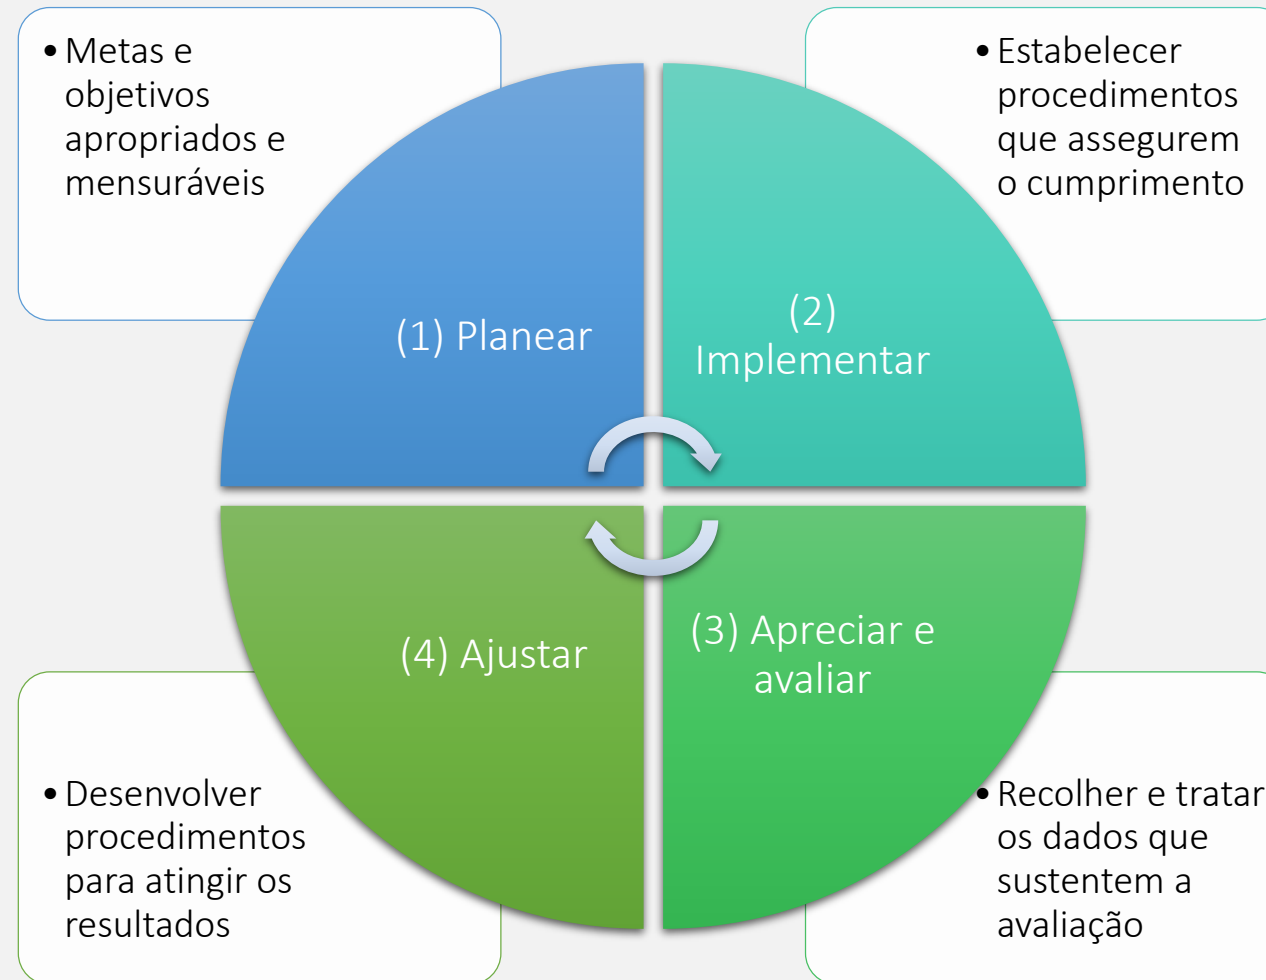 • Metas e
objetivos
apropriados e
mensuráveis
• Estabelecer
procedimentos
que assegurem
o cumprimento
(1) Planear
(2)
Implementar
(3) Apreciar e
avaliar
(4) Ajustar
• Desenvolver
procedimentos
para atingir os
resultados
• Recolher e tratar
os dados que
sustentem a
avaliação